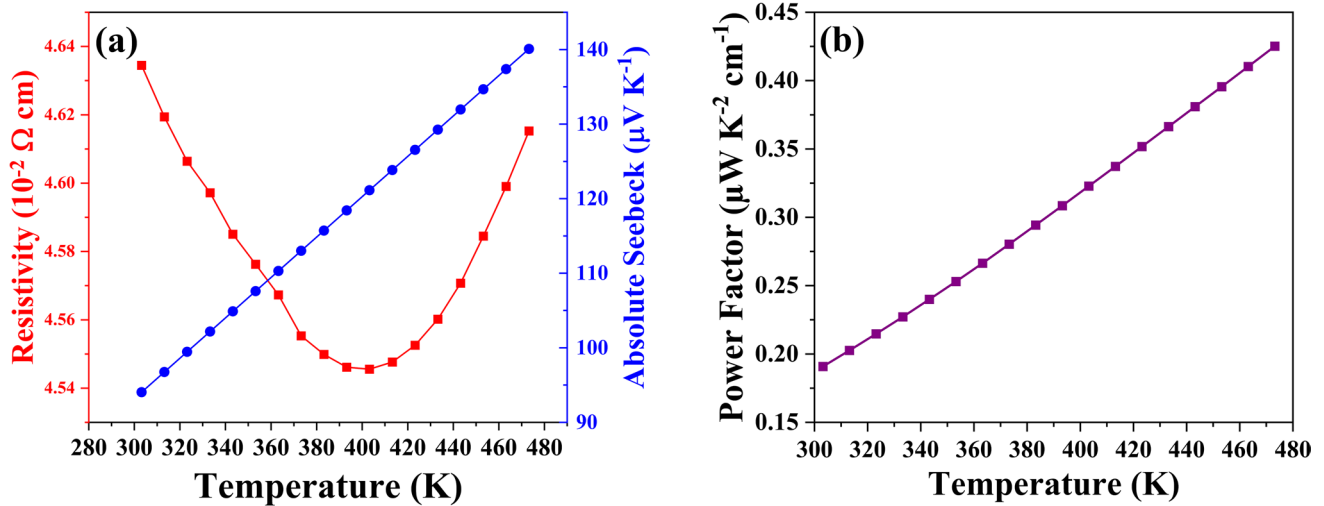 (a)
Resistivity (10⁻² Ω cm)
4.64
4.62
4.60
4.58
4.56
4.54
140
130
120
110
100
90
Absolute Seebeck (μV K⁻¹)
280 300 320 340 360 380 400 420 440 460 480
Temperature (K)
(b)
Power Factor (μW K⁻² cm⁻¹)
0.45
0.40
0.35
0.30
0.25
0.20
0.15
300 320 340 360 380 400 420 440 460 480
Temperature (K)